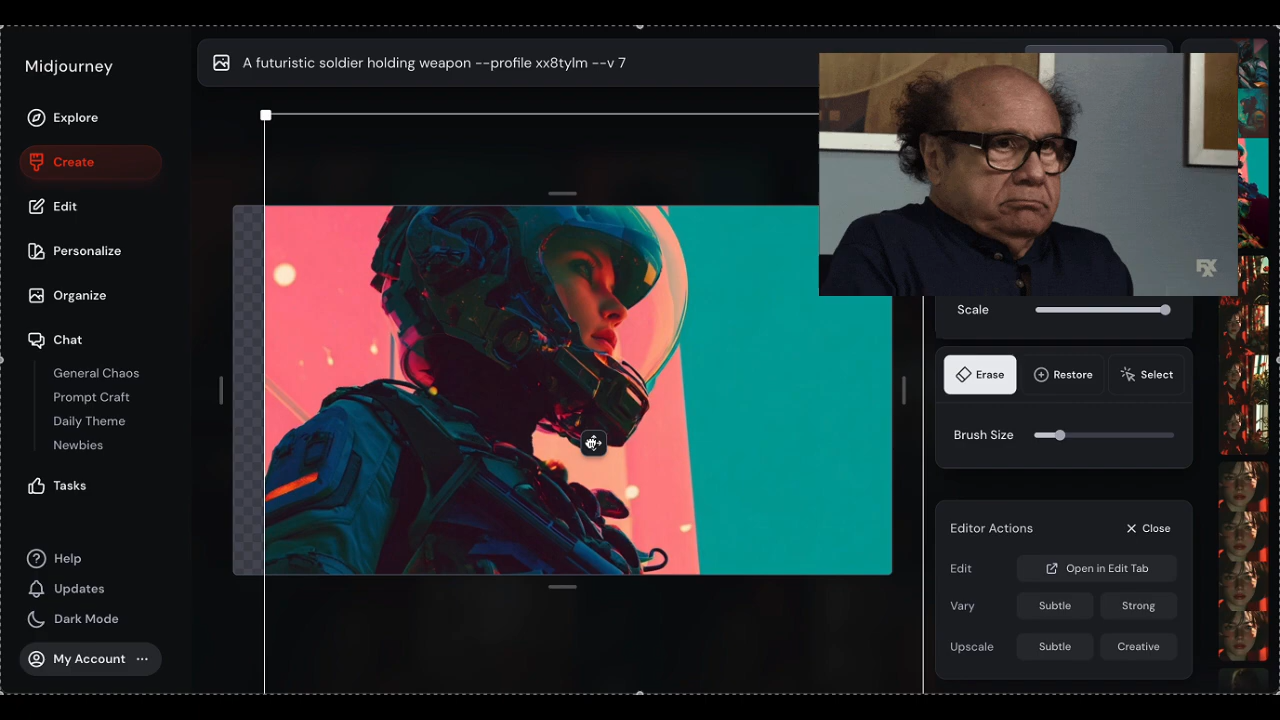 Midjourney
A futuristic soldier holding weapon --profile xx8tylm --v 7
Explore
Create
Edit
Personalize
Organize
Chat
General Chaos
Prompt Craft
Daily Theme
Newbies
Tasks
Help
Updates
Dark Mode
My Account ...
FX
Scale
Erase Restore Select
Brush Size
Editor Actions Close
Edit Open in Edit Tab
Vary Subtle Strong
Upscale Subtle Creative